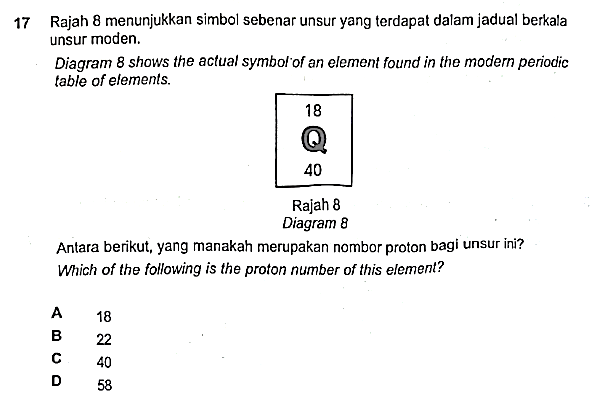 17 Rajah 8 menunjukkan simbol sebenar unsur yang terdapat dalam jadual berkala
unsur moden.
Diagram 8 shows the actual symbol of an element found in the modern periodic
table of elements.
18
Q
40
Rajah 8
Diagram 8
Antara berikut, yang manakah merupakan nombor proton bagi unsur ini?
Which of the following is the proton number of this element?
A 18
B 22
C 40
D 58